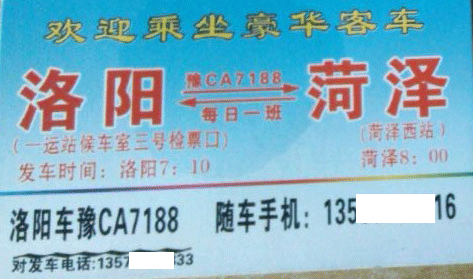 欢迎乘坐豪华客车
豫CA7188
洛阳 菏泽
每日一班
(一运站候车室三号检票口) (菏泽西站)
发车时间：洛阳7：10 菏泽8：00
洛阳车豫CA7188 随车手机：135 16
对发车电话:1357 33